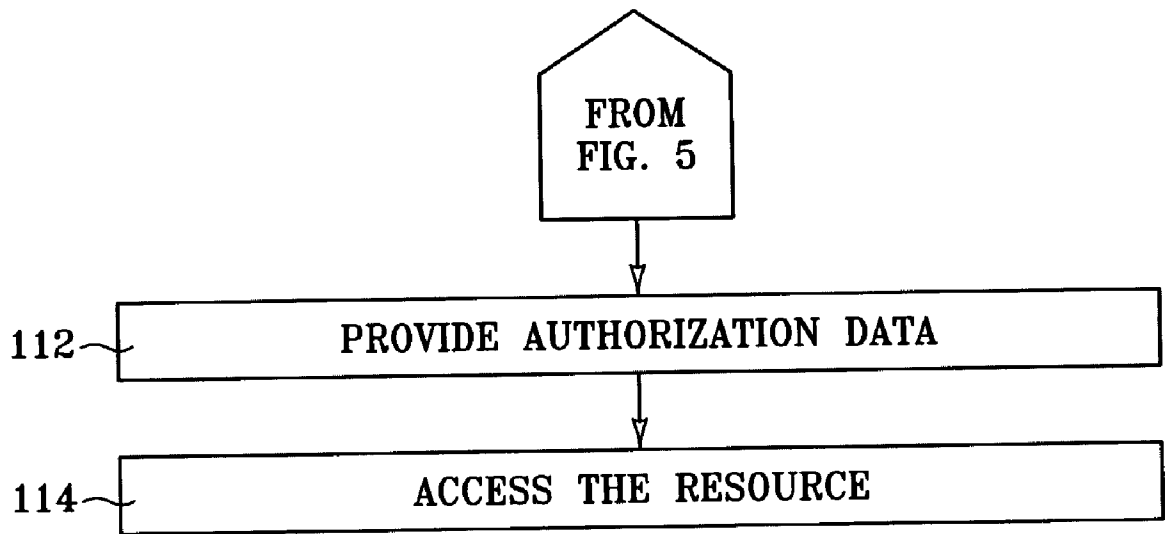 FROM
FIG. 5
112
PROVIDE AUTHORIZATION DATA
114
ACCESS THE RESOURCE